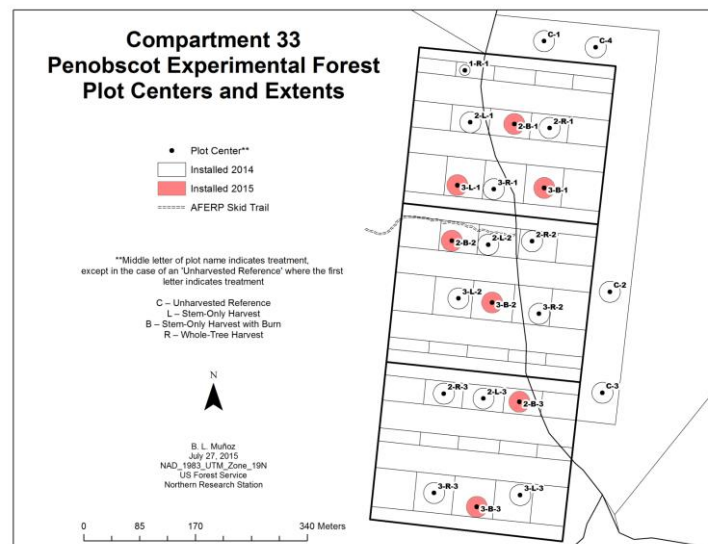 Compartment 33
Penobscot Experimental Forest
Plot Centers and Extents
Plot Center**
Installed 2014
Installed 2015
AFERP Skid Trail
**Middle letter of plot name indicates treatment,
except in the case of an 'Unharvested Reference' where the first
letter indicates treatment
C – Unharvested Reference
L – Stem-Only Harvest
B – Stem-Only Harvest with Burn
R – Whole-Tree Harvest
N
B. L. Muñoz
July 27, 2015
NAD_1983_UTM_Zone_19N
US Forest Service
Northern Research Station
0 85 170 340 Meters
C-1
C-4
1-R-1
2-L-1
2-B-1
2-R-1
3-L-1
3-R-1
3-B-1
2-B-2
2-L-2
2-R-2
C-2
3-L-2
3-B-2
3-R-2
2-R-3
2-L-3
2-B-3
C-3
3-R-3
3-B-3
3-L-3